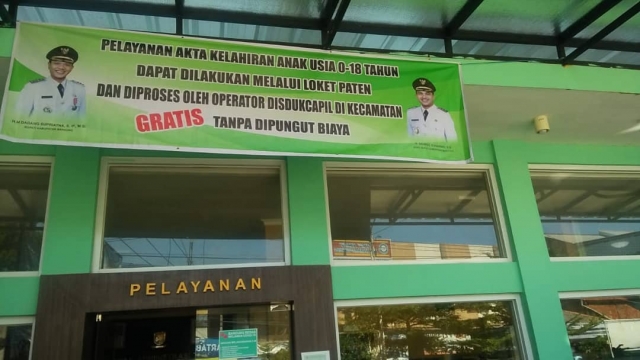 PELAYANAN AKTA KELAHIRAN ANAK USIA 0-18 TAHUN
DAPAT DILAKUKAN MELALUI LOKET PATEN
DAN DIPROSES OLEH OPERATOR DISDUKCAPIL DI KECAMATAN
GRATIS TANPA DIPUNGUT BIAYA
PELAYANAN